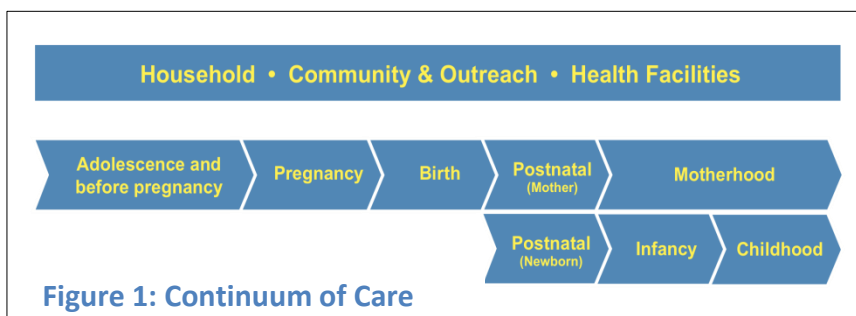 Household • Community & Outreach • Health Facilities
Adolescence and
before pregnancy
Pregnancy
Birth
Postnatal
(Mother)
Motherhood
Postnatal
(Newborn)
Infancy
Childhood
Figure 1: Continuum of Care